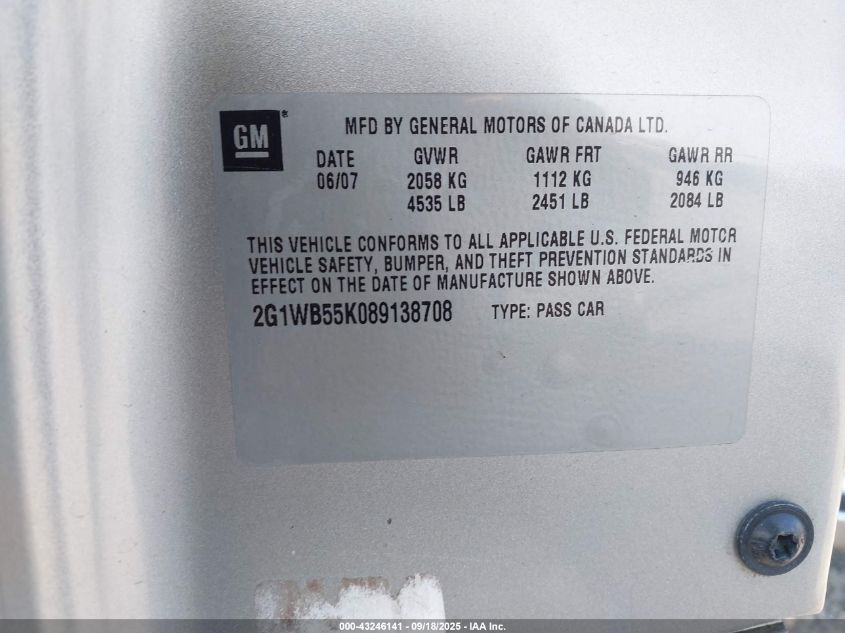 GM®
MFD BY GENERAL MOTORS OF CANADA LTD.
DATE GVWR GAWR FRT GAWR RR
06/07 2058 KG 1112 KG 946 KG
4535 LB 2451 LB 2084 LB
THIS VEHICLE CONFORMS TO ALL APPLICABLE U.S. FEDERAL MOTOR
VEHICLE SAFETY, BUMPER, AND THEFT PREVENTION STANDARDS IN
EFFECT ON THE DATE OF MANUFACTURE SHOWN ABOVE.
2G1WB55K089138708 TYPE: PASS CAR
000-43246141 - 09/18/2025 - IAA Inc.